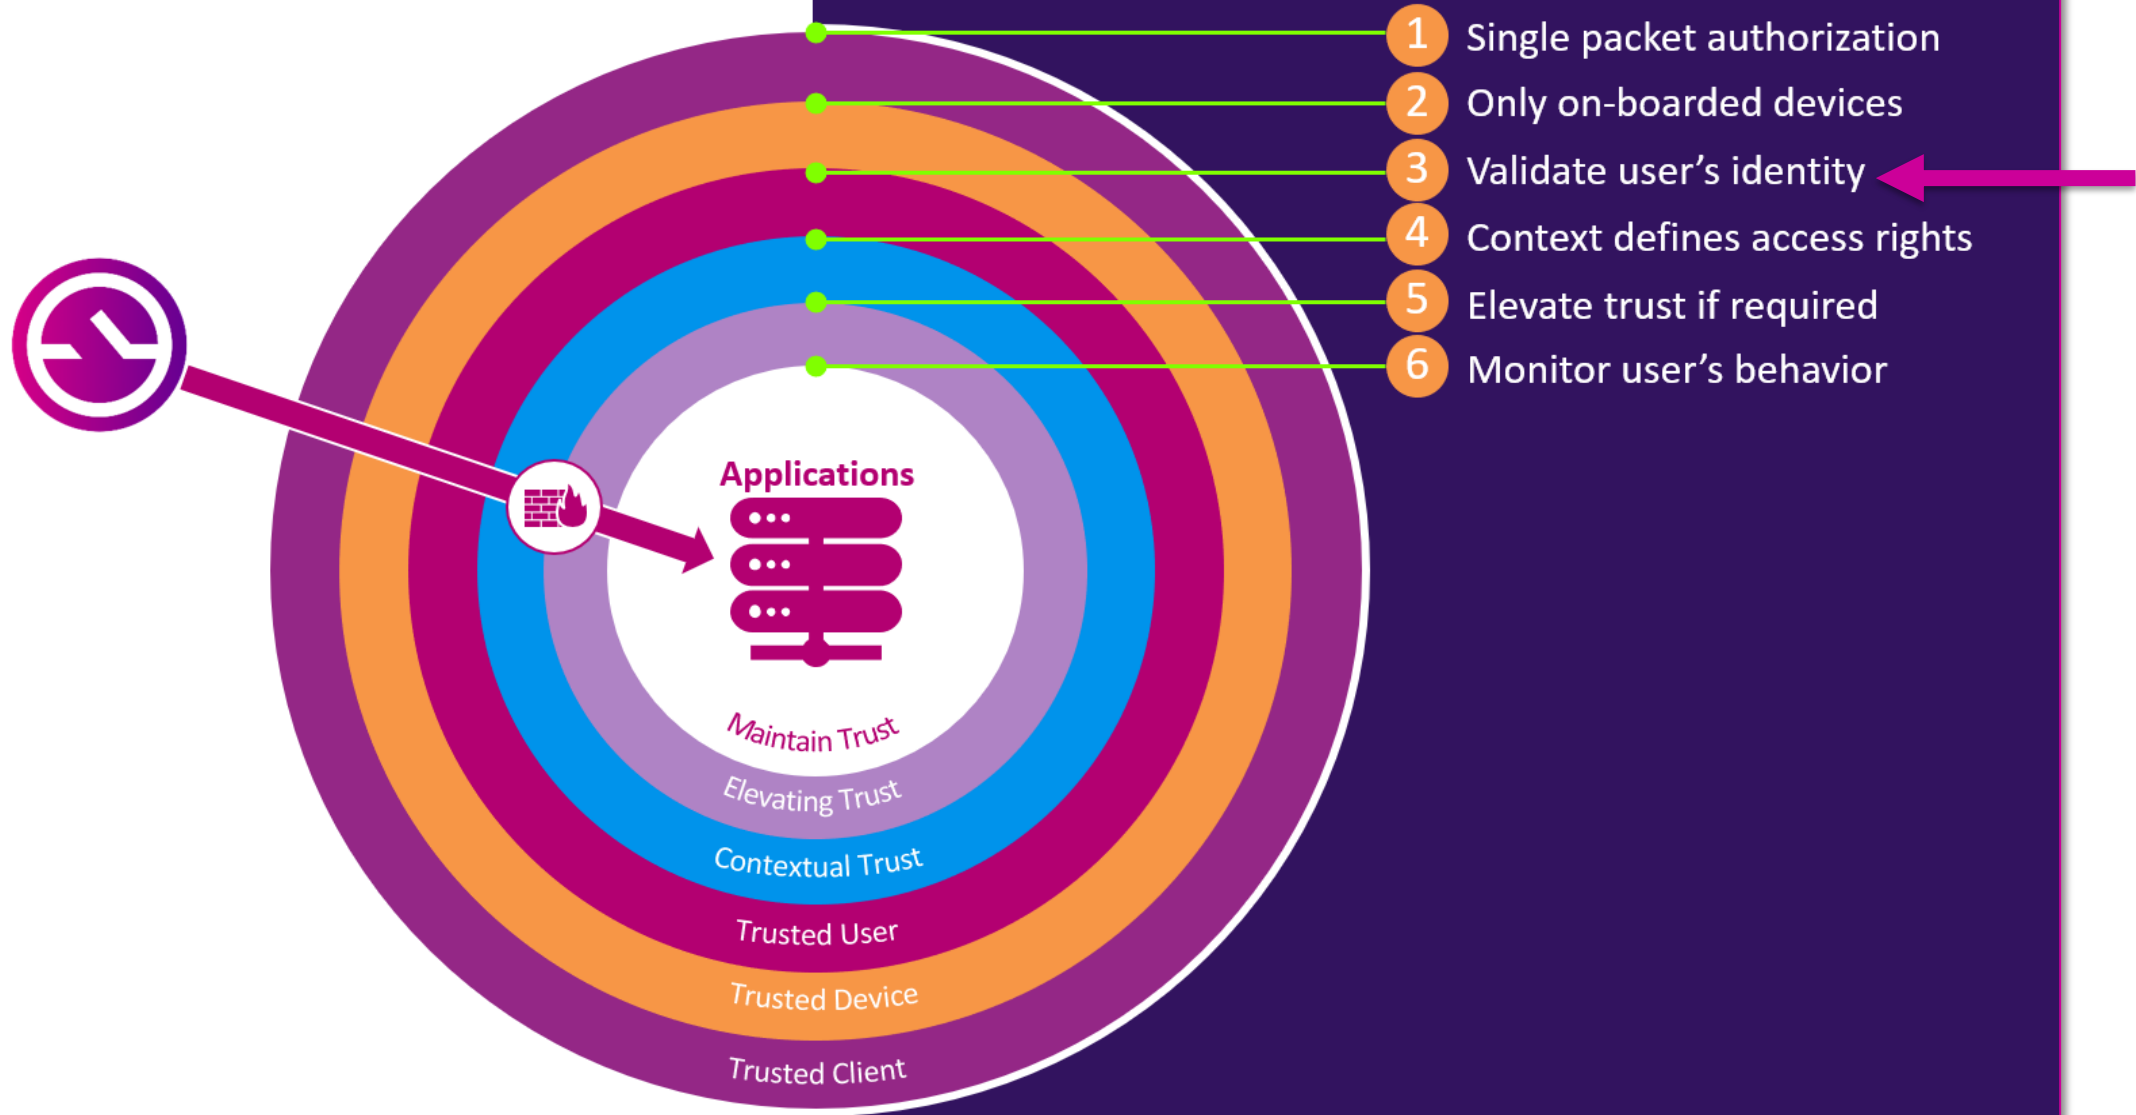 1 Single packet authorization
2 Only on-boarded devices
3 Validate user's identity
4 Context defines access rights
5 Elevate trust if required
6 Monitor user's behavior
Applications
Maintain Trust
Elevating Trust
Contextual Trust
Trusted User
Trusted Device
Trusted Client